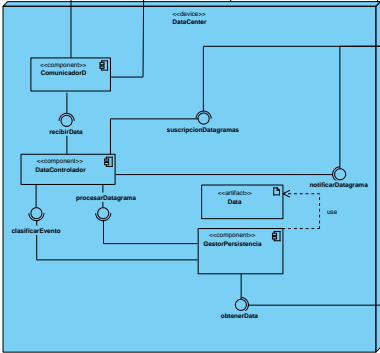 <<device>>
DataCenter
<<component>>
ComunicadorD
recibirData
suscripcionDatagramas
<<component>>
DataControlador
procesarDatagrama
notificarDatagrama
<<artifact>>
Data
use
clasificarEvento
<<component>>
GestorPersistencia
obtenerData